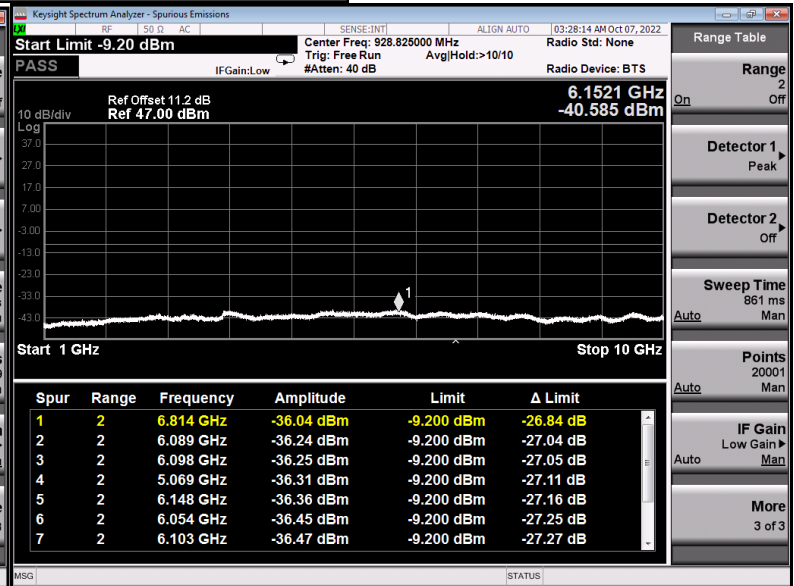 Keysight Spectrum Analyzer - Spurious Emissions
LXI RF 50 Ω AC SENSE:INT ALIGN AUTO 03:28:14 AM Oct 07, 2022
Start Limit -9.20 dBm Center Freq: 928.825000 MHz Radio Std: None
Trig: Free Run Avg|Hold:>10/10
PASS IFGain:Low #Atten: 40 dB Radio Device: BTS
6.1521 GHz
Ref Offset 11.2 dB
10 dB/div Ref 47.00 dBm -40.585 dBm
Log
37.0
27.0
17.0
7.00
-3.00
-13.0
-23.0
-33.0
-43.0
1
Start 1 GHz Stop 10 GHz
Spur Range Frequency Amplitude Limit Δ Limit
1 2 6.814 GHz -36.04 dBm -9.200 dBm -26.84 dB
2 2 6.089 GHz -36.24 dBm -9.200 dBm -27.04 dB
3 2 6.098 GHz -36.25 dBm -9.200 dBm -27.05 dB
4 2 5.069 GHz -36.31 dBm -9.200 dBm -27.11 dB
5 2 6.148 GHz -36.36 dBm -9.200 dBm -27.16 dB
6 2 6.054 GHz -36.45 dBm -9.200 dBm -27.25 dB
7 2 6.103 GHz -36.47 dBm -9.200 dBm -27.27 dB
MSG STATUS
Range Table
Range
2
On Off
Detector 1
Peak
Detector 2
Off
Sweep Time
861 ms
Auto Man
Points
20001
Auto Man
IF Gain
Low Gain
Auto Man
More
3 of 3